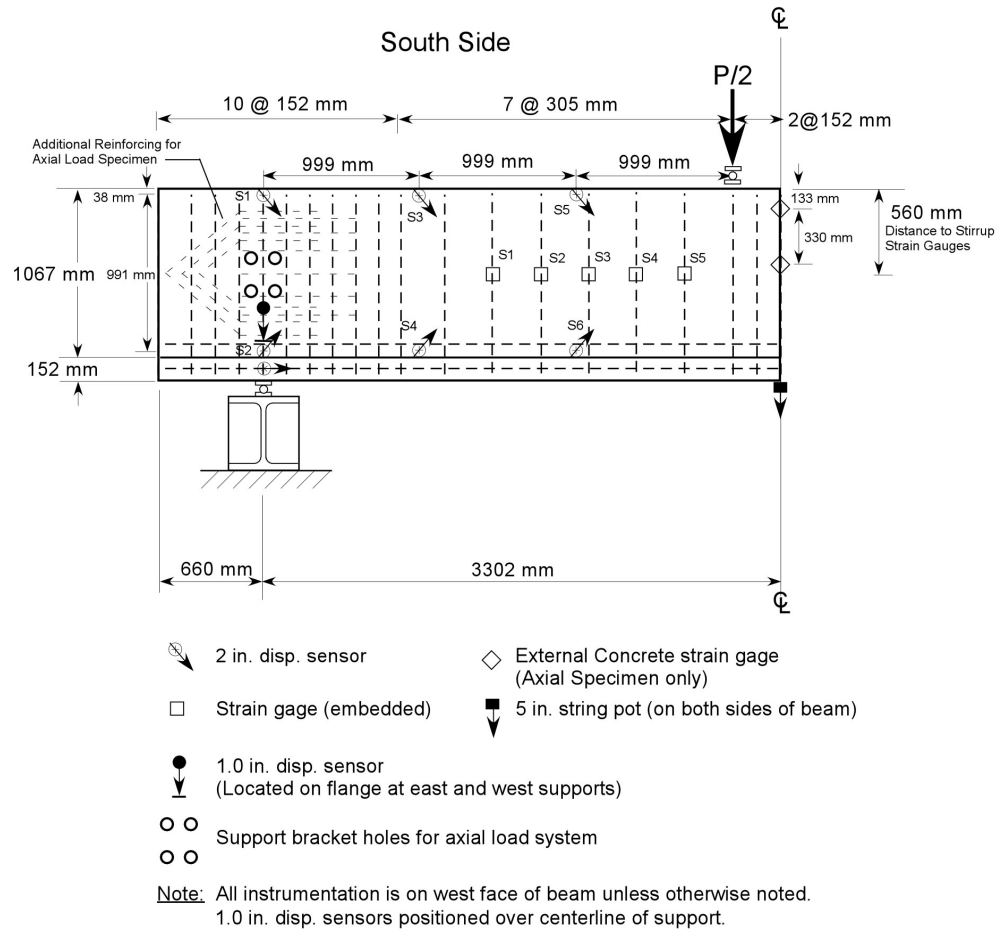 ℄
South Side
P/2
10 @ 152 mm
7 @ 305 mm
2@152 mm
Additional Reinforcing for
Axial Load Specimen
999 mm
999 mm
999 mm
38 mm
S1
S3
S5
133 mm
560 mm
Distance to Stirrup
Strain Gauges
330 mm
1067 mm
991 mm
S1
S2
S3
S4
S5
S4
S6
S2
152 mm
660 mm
3302 mm
℄
2 in. disp. sensor
External Concrete strain gage
(Axial Specimen only)
Strain gage (embedded)
5 in. string pot (on both sides of beam)
1.0 in. disp. sensor
(Located on flange at east and west supports)
Support bracket holes for axial load system
Note: All instrumentation is on west face of beam unless otherwise noted.
1.0 in. disp. sensors positioned over centerline of support.